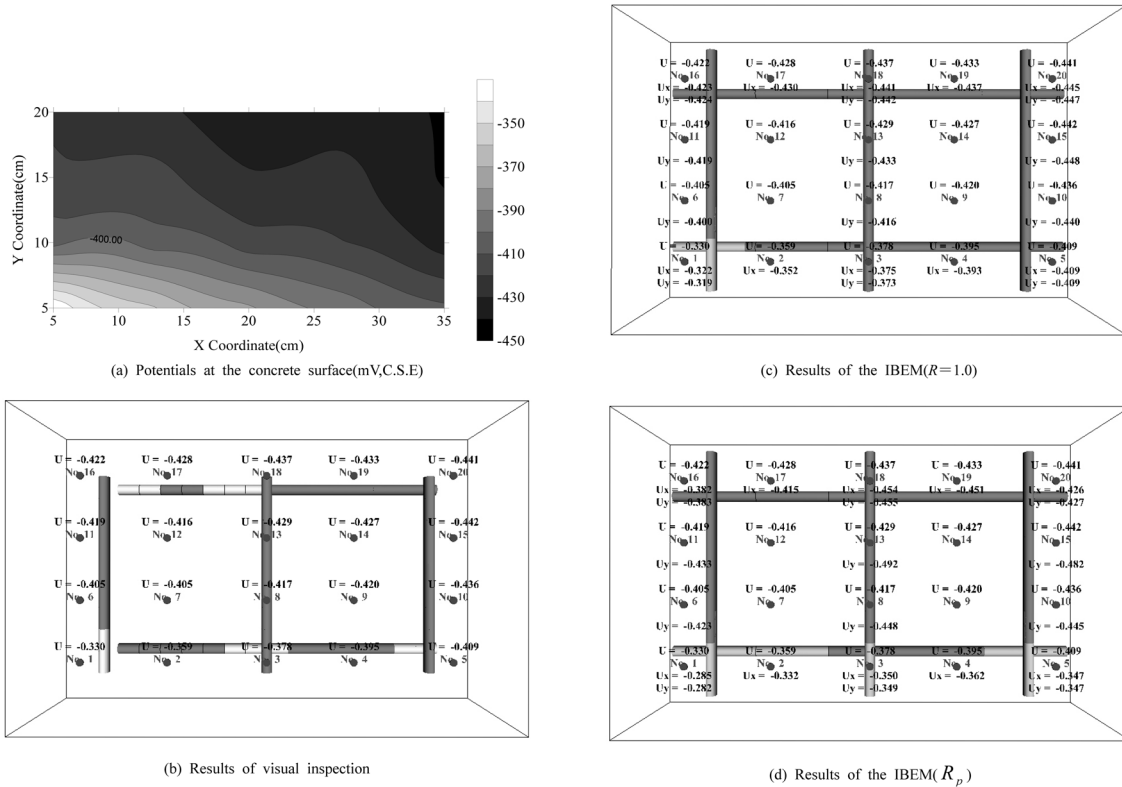 20
15
10
5
Y Coordinate(cm)
-400.00
5 10 15 20 25 30 35
X Coordinate(cm)
-350
-370
-390
-410
-430
-450
(a) Potentials at the concrete surface(mV,C.S.E)
U = -0.422 U = -0.428 U = -0.437 U = -0.433 U = -0.441
No. 16 No. 17 No. 18 No. 19 No. 20
Ux = -0.423 Ux = -0.430 Ux = -0.441 Ux = -0.437 Ux = -0.445
Uy = -0.424 Uy = -0.442 Uy = -0.447
U = -0.419 U = -0.416 U = -0.429 U = -0.427 U = -0.442
No. 11 No. 12 No. 13 No. 14 No. 15
Uy = -0.419 Uy = -0.433 Uy = -0.448
U = -0.405 U = -0.405 U = -0.417 U = -0.420 U = -0.436
No. 6 No. 7 No. 8 No. 9 No. 10
Uy = -0.400 Uy = -0.416 Uy = -0.440
U = -0.330 U = -0.359 U = -0.378 U = -0.395 U = -0.409
No. 1 No. 2 No. 3 No. 4 No. 5
Ux = -0.322 Ux = -0.352 Ux = -0.375 Ux = -0.393 Ux = -0.409
Uy = -0.319 Uy = -0.373 Uy = -0.409
(c) Results of the IBEM(R=1.0)
U = -0.422 U = -0.428 U = -0.437 U = -0.433 U = -0.441
No. 16 No. 17 No. 18 No. 19 No. 20
U = -0.419 U = -0.416 U = -0.429 U = -0.427 U = -0.442
No. 11 No. 12 No. 13 No. 14 No. 15
U = -0.405 U = -0.405 U = -0.417 U = -0.420 U = -0.436
No. 6 No. 7 No. 8 No. 9 No. 10
U = -0.330 U = -0.359 U = -0.378 U = -0.395 U = -0.409
No. 1 No. 2 No. 3 No. 4 No. 5
(b) Results of visual inspection
U = -0.422 U = -0.428 U = -0.437 U = -0.433 U = -0.441
No. 16 No. 17 No. 18 No. 19 No. 20
Ux = -0.382 Ux = -0.415 Ux = -0.454 Ux = -0.451 Ux = -0.426
Uy = -0.383 Uy = -0.455 Uy = -0.427
U = -0.419 U = -0.416 U = -0.429 U = -0.427 U = -0.442
No. 11 No. 12 No. 13 No. 14 No. 15
Uy = -0.433 Uy = -0.492 Uy = -0.482
U = -0.405 U = -0.405 U = -0.417 U = -0.420 U = -0.436
No. 6 No. 7 No. 8 No. 9 No. 10
Uy = -0.423 Uy = -0.448 Uy = -0.445
U = -0.330 U = -0.359 U = -0.378 U = -0.395 U = -0.409
No. 1 No. 2 No. 3 No. 4 No. 5
Ux = -0.285 Ux = -0.332 Ux = -0.350 Ux = -0.362 Ux = -0.347
Uy = -0.282 Uy = -0.349 Uy = -0.347
(d) Results of the IBEM( R_p )